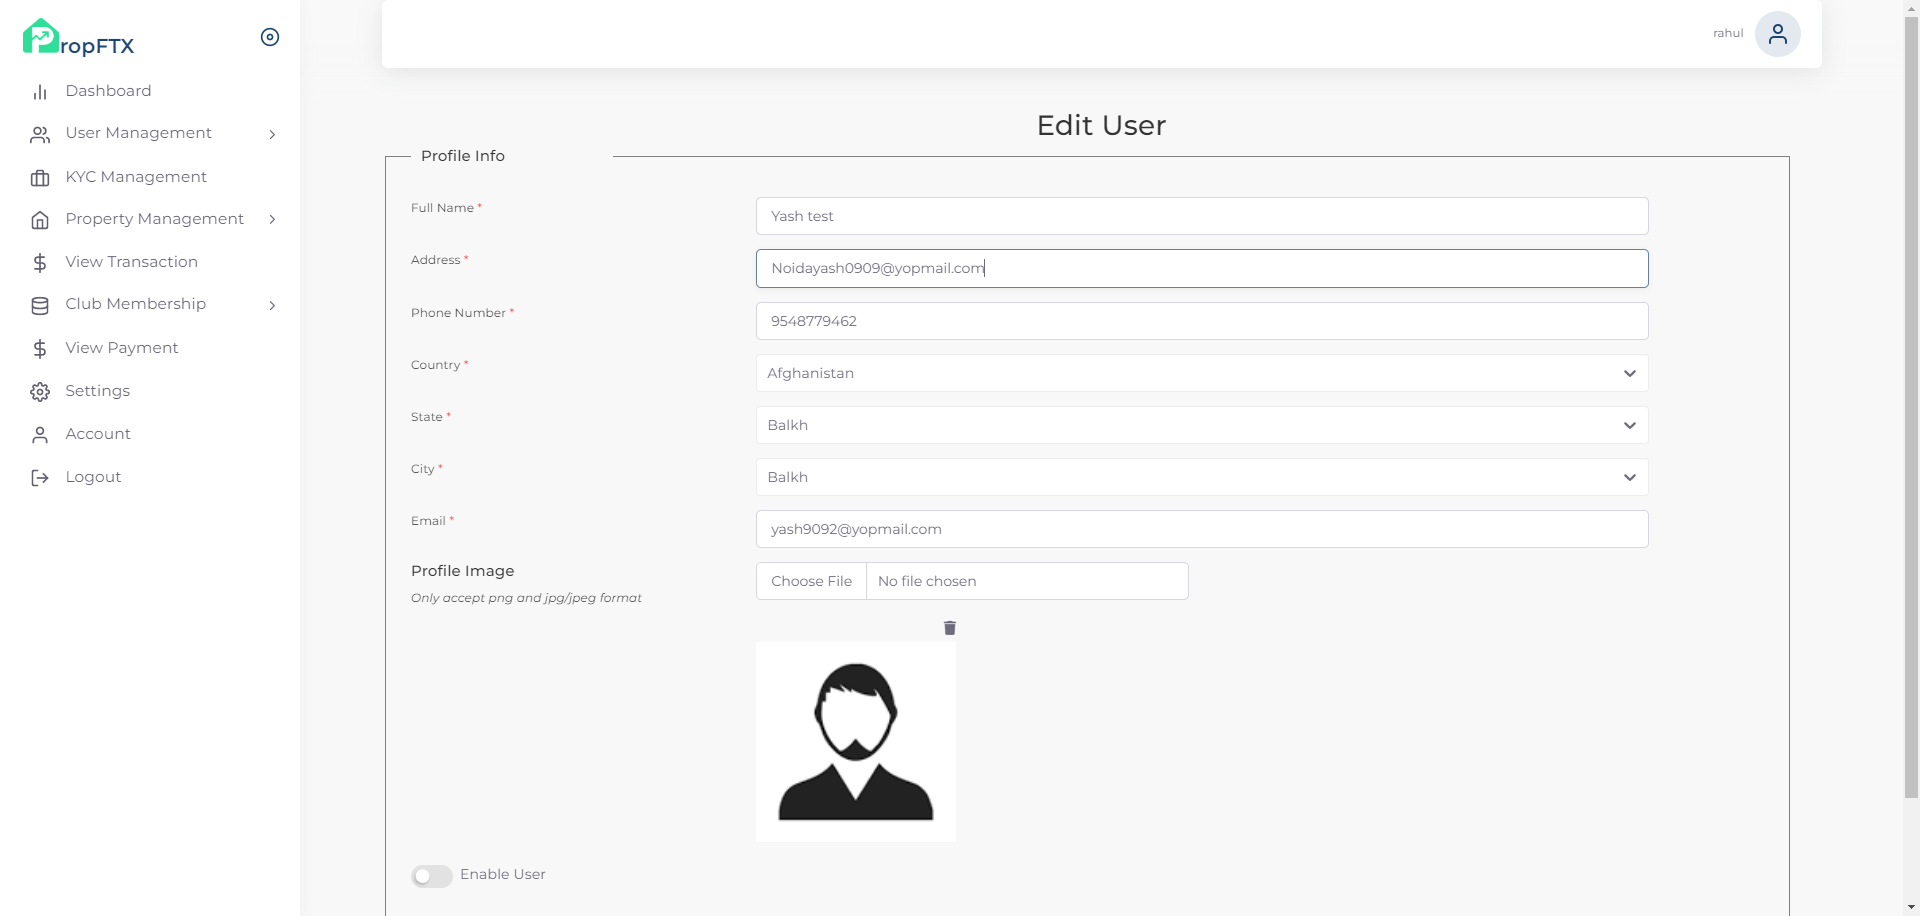 ropFTX
Dashboard
User Management
KYC Management
Property Management
View Transaction
Club Membership
View Payment
Settings
Account
Logout
rahul
Edit User
Profile Info
Full Name *
Yash test
Address *
Noidayash0909@yopmail.com
Phone Number *
9548779462
Country *
Afghanistan
State *
Balkh
City *
Balkh
Email *
yash9092@yopmail.com
Profile Image
Choose File No file chosen
Only accept png and jpg/jpeg format
Enable User